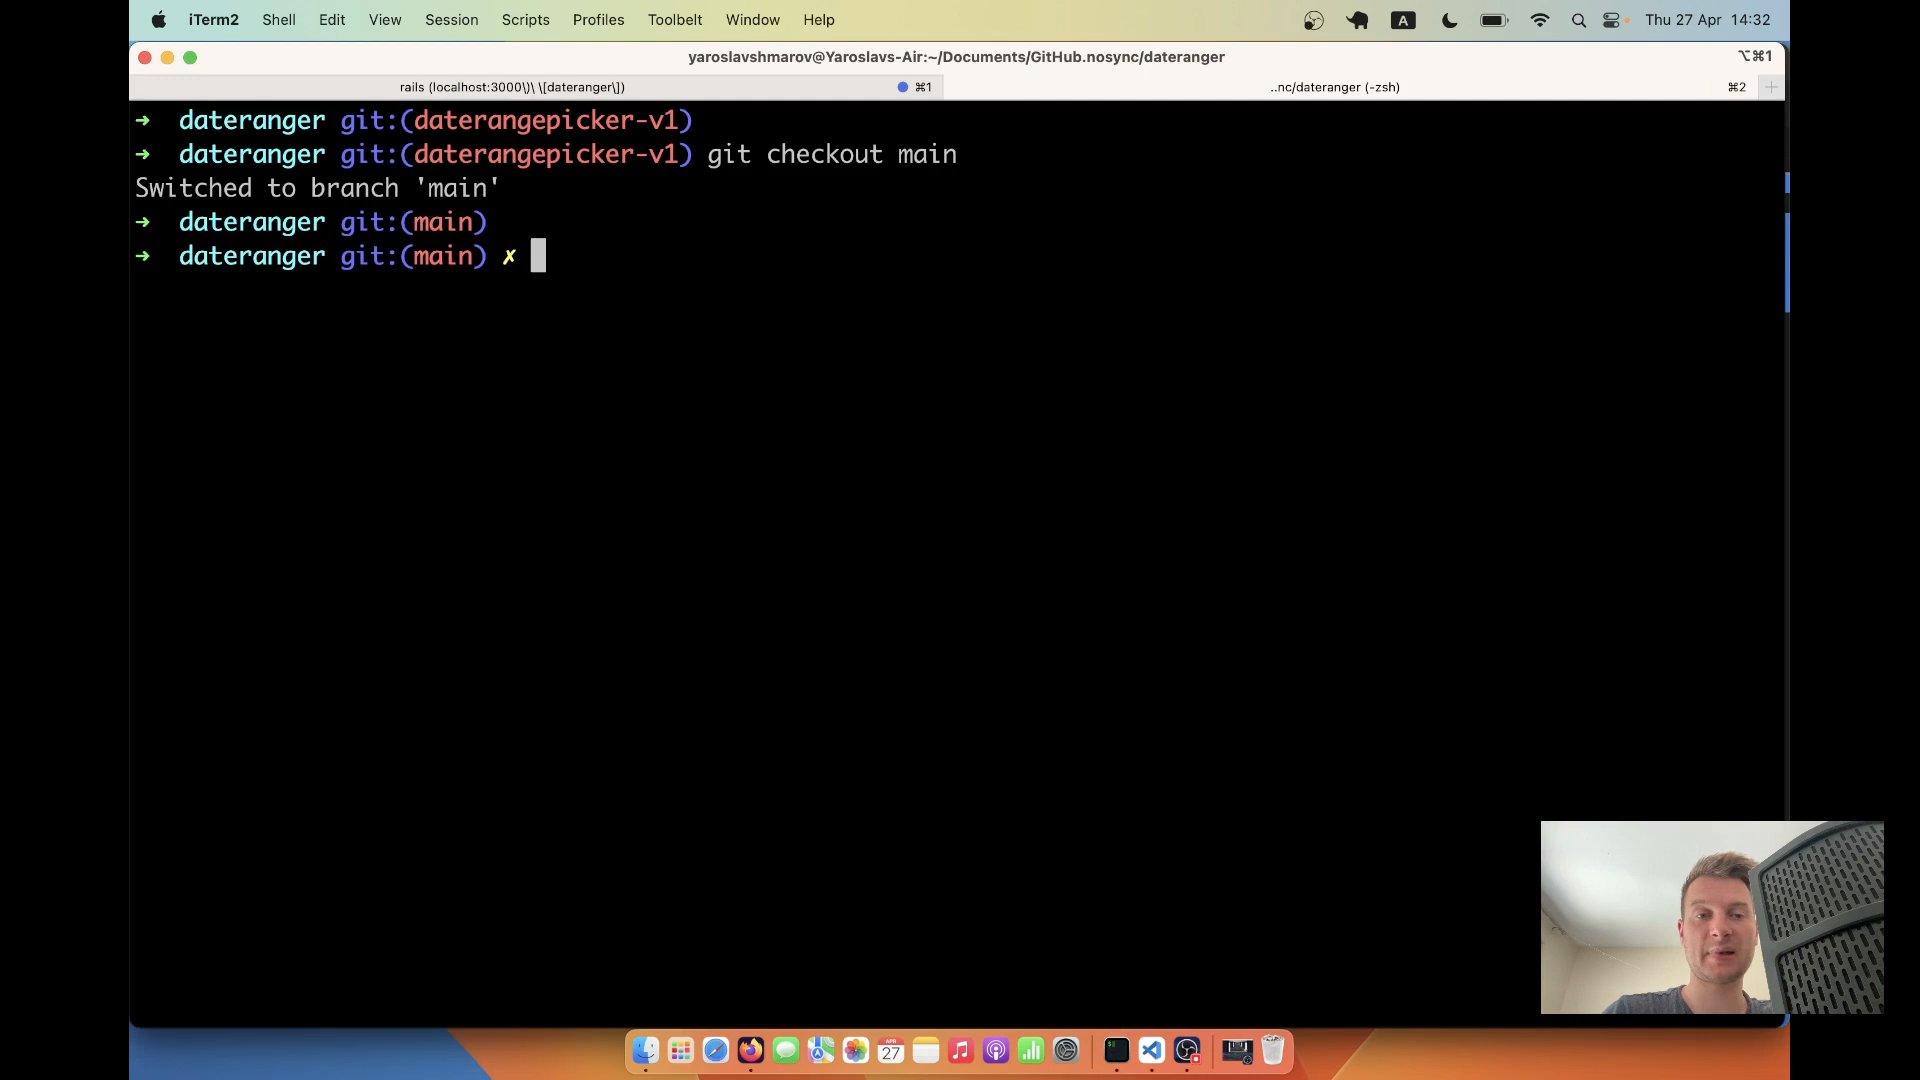 iTerm2 Shell Edit View Session Scripts Profiles Toolbelt Window Help A Thu 27 Apr 14:32
yaroslavshmarov@Yaroslavs-Air:~/Documents/GitHub.nosync/dateranger ⌥⌘1
rails (localhost:3000\)\ \[dateranger\]) ⌘1 ..nc/dateranger (-zsh) ⌘2
→ dateranger git:(daterangepicker-v1)
→ dateranger git:(daterangepicker-v1) git checkout main
Switched to branch 'main'
→ dateranger git:(main)
→ dateranger git:(main) ✗
APR
27